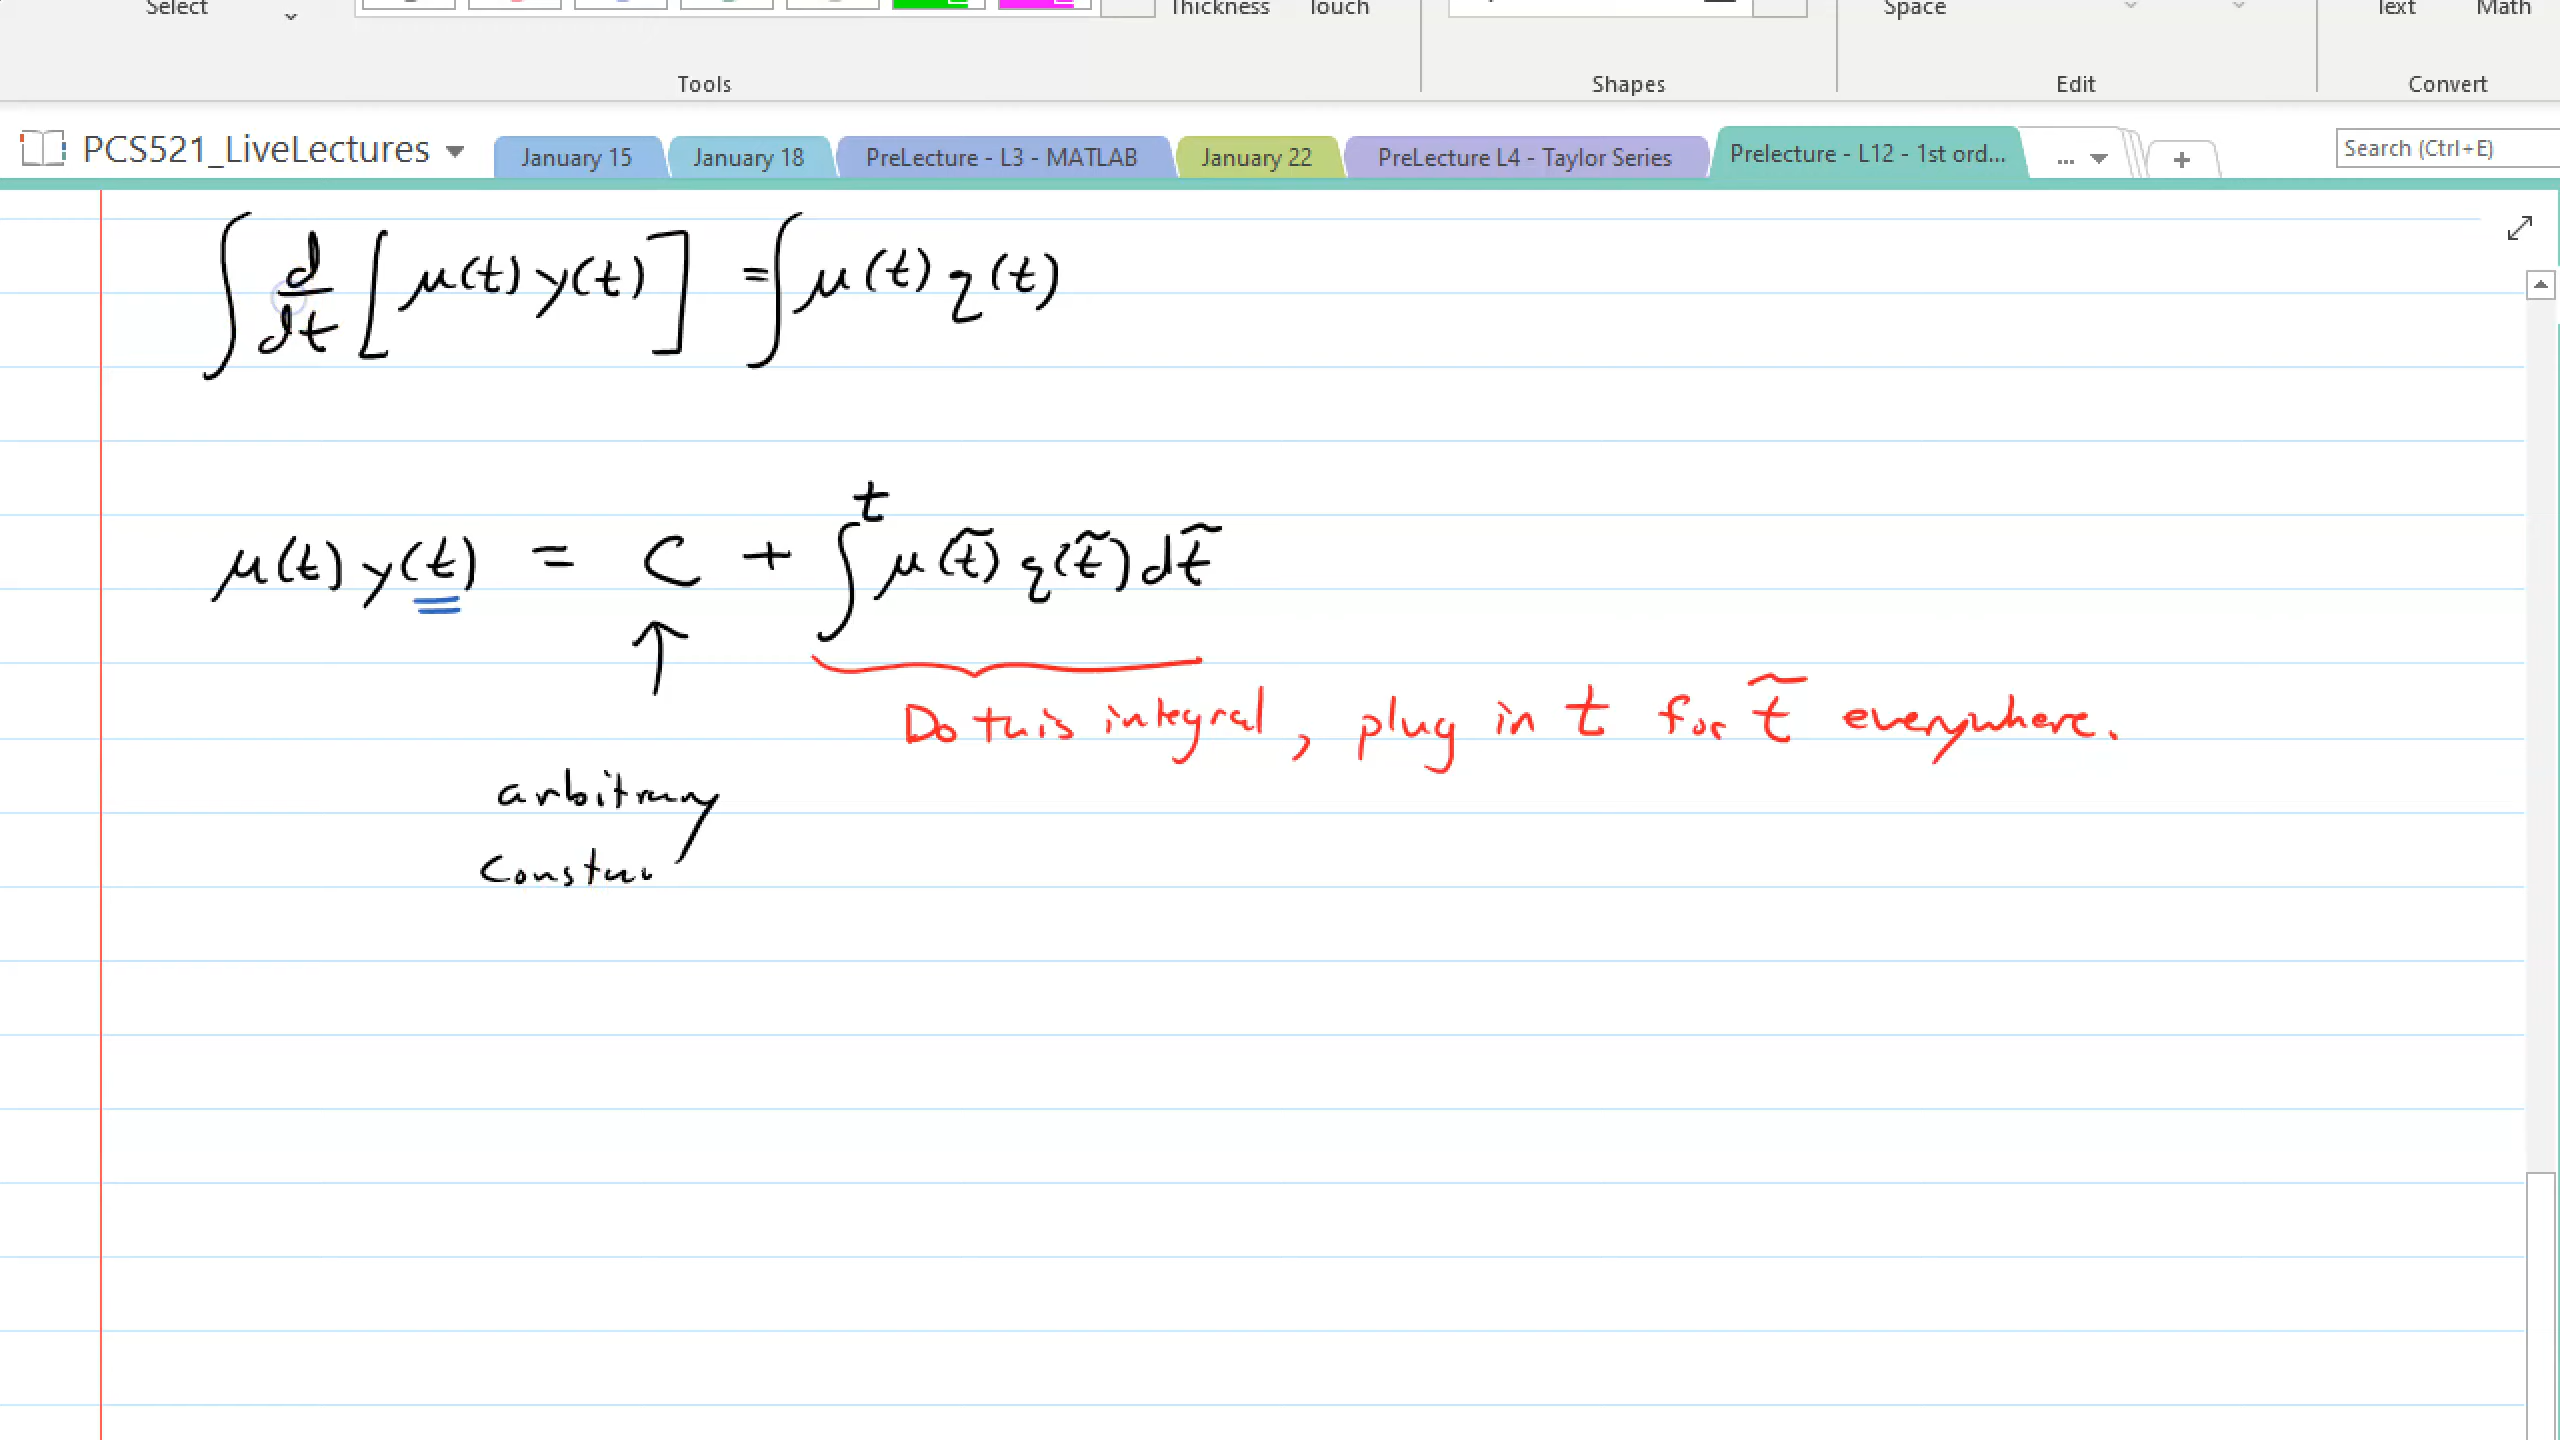 Select Thickness Touch Space Text Math
Tools Shapes Edit Convert
PCS521_LiveLectures January 15 January 18 PreLecture - L3 - MATLAB January 22 PreLecture L4 - Taylor Series Prelecture - L12 - 1st ord... ... + Search (Ctrl+E)
∫ d/dt [μ(t) y(t)] = ∫ μ(t) q(t)
μ(t) y(t) = C + ∫^t μ(t̃) q(t̃) dt̃
↑
Do this integral, plug in t for t̃ everywhere.
arbitrary